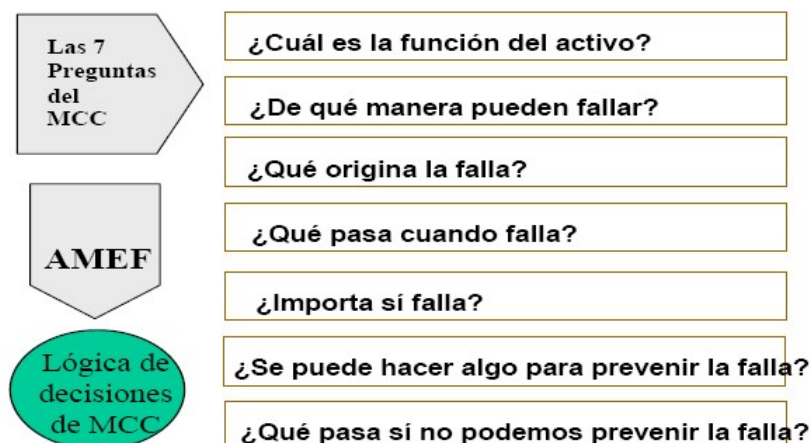 Las 7
Preguntas
del
MCC
¿Cuál es la función del activo?
¿De qué manera pueden fallar?
¿Qué origina la falla?
AMEF
¿Qué pasa cuando falla?
¿Importa sí falla?
Lógica de
decisiones
de MCC
¿Se puede hacer algo para prevenir la falla?
¿Qué pasa sí no podemos prevenir la falla?